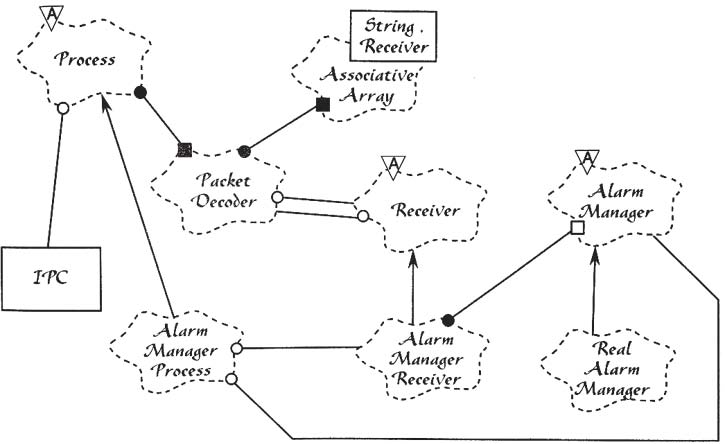 A
Process
String,
Receiver
Associative
Array
Packet
Decoder
A
Receiver
A
Alarm
Manager
IPC
Alarm
Manager
Process
Alarm
Manager
Receiver
Real
Alarm
Manager